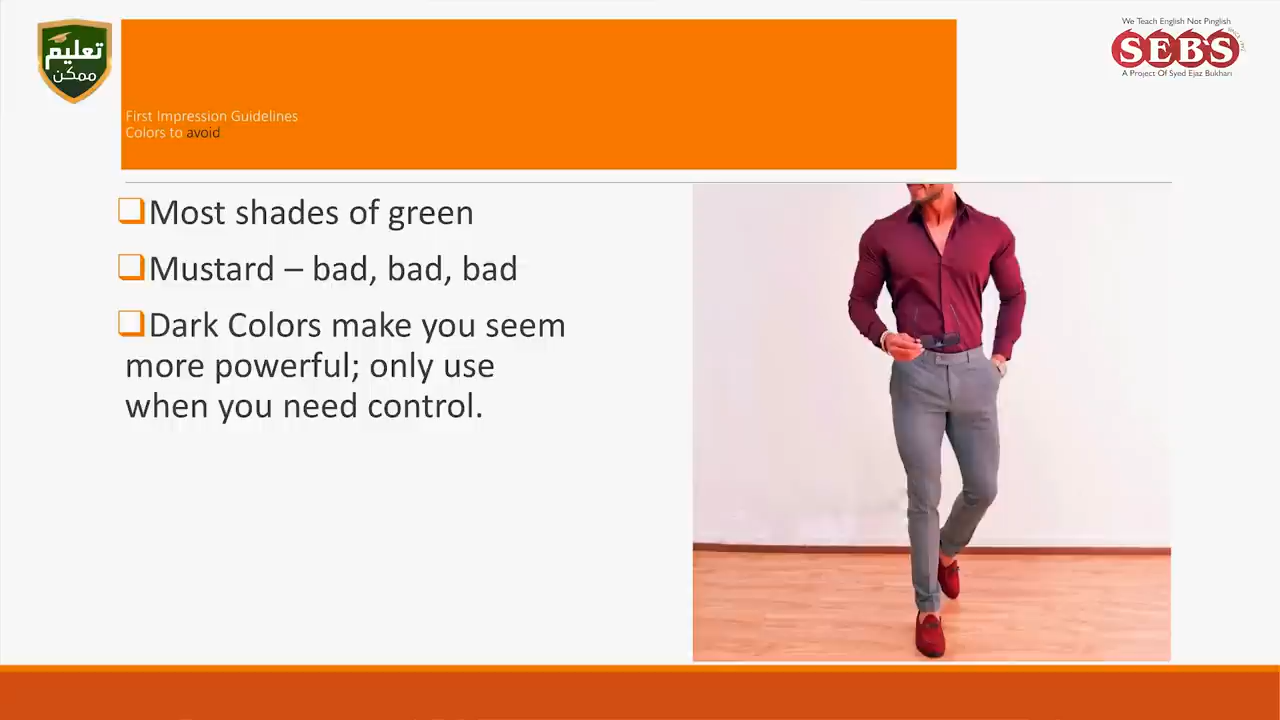 تعلیم
ممکن
We Teach English Not Pinglish
SEBS
A Project Of Syed Ejaz Bukhari
First Impression Guidelines
Colors to avoid
Most shades of green
Mustard – bad, bad, bad
Dark Colors make you seem
more powerful; only use
when you need control.